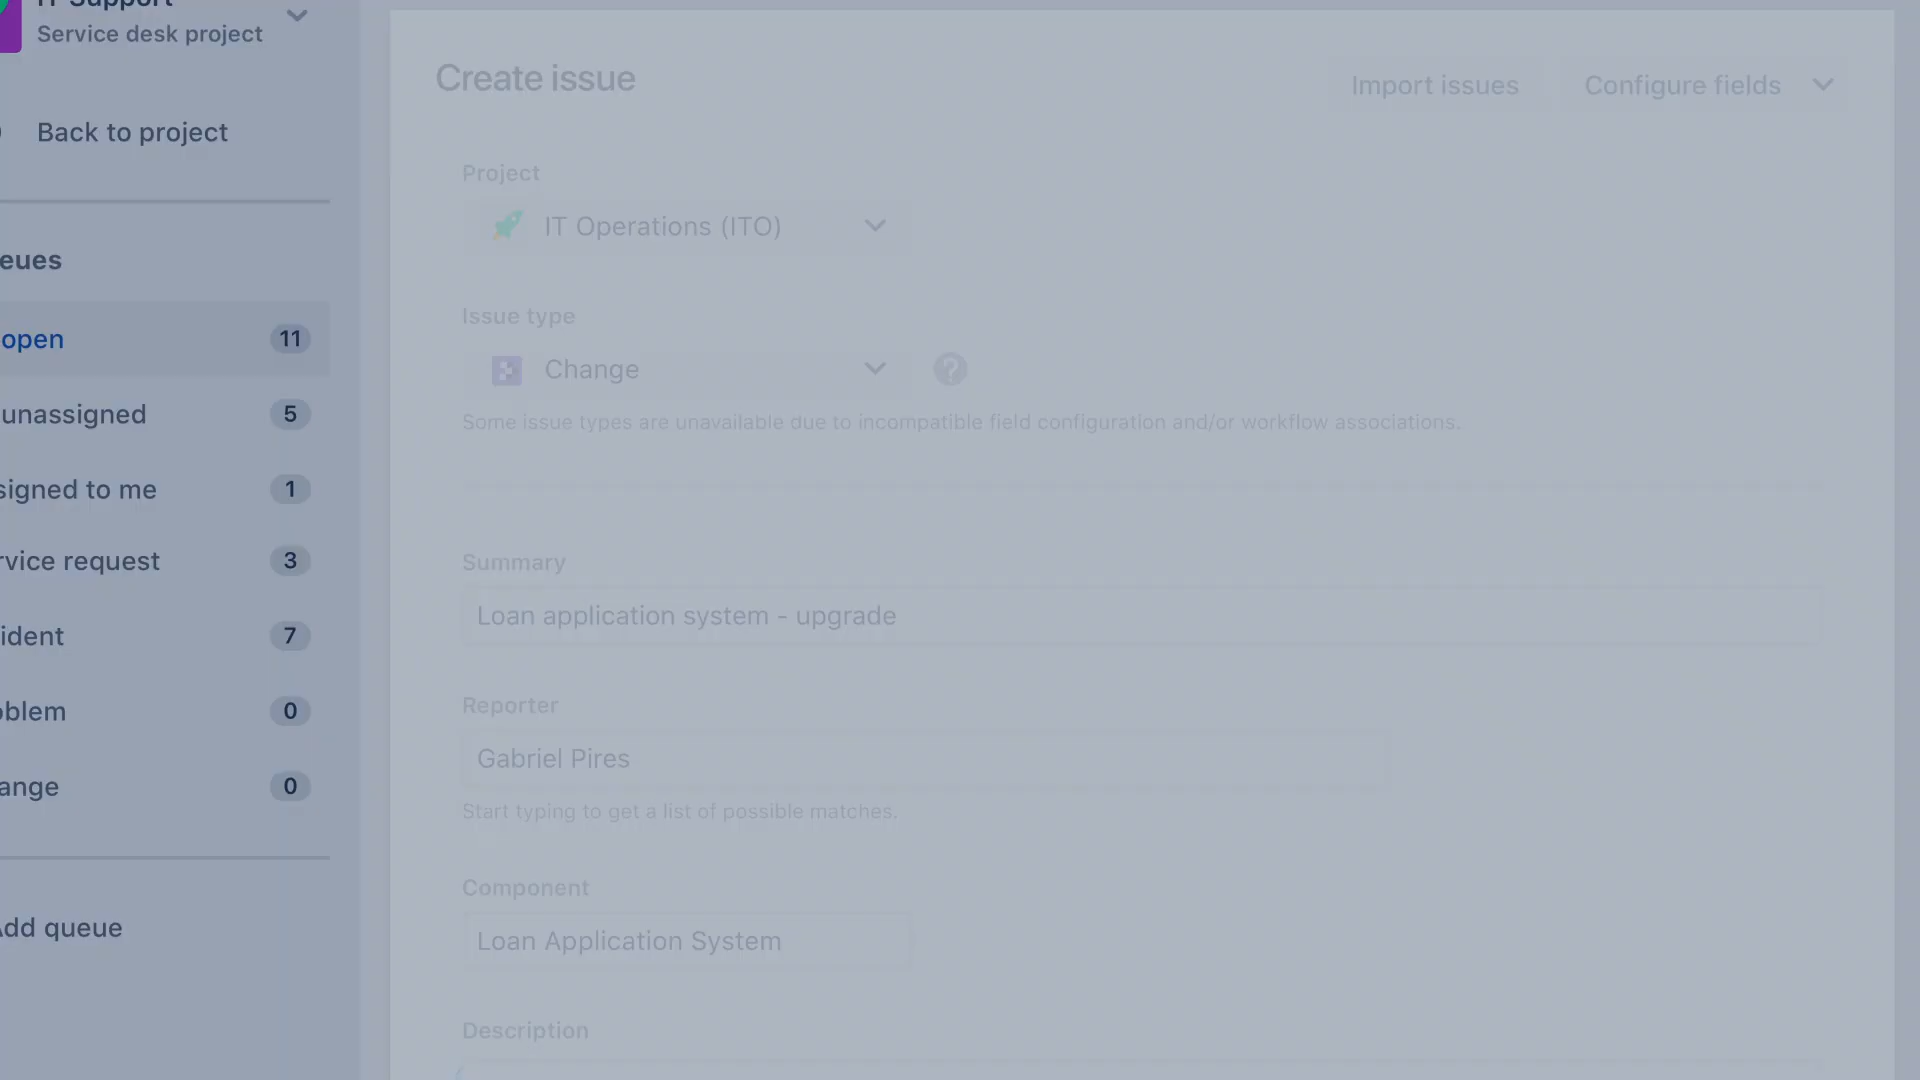 IT Support
Service desk project
Back to project
eues
open 11
unassigned 5
signed to me 1
rvice request 3
ident 7
oblem 0
ange 0
Add queue
Create issue
Import issues
Configure fields
Project
IT Operations (ITO)
Issue type
Change
?
Some issue types are unavailable due to incompatible field configuration and/or workflow associations.
Summary
Loan application system - upgrade
Reporter
Gabriel Pires
Start typing to get a list of possible matches.
Component
Loan Application System
Description